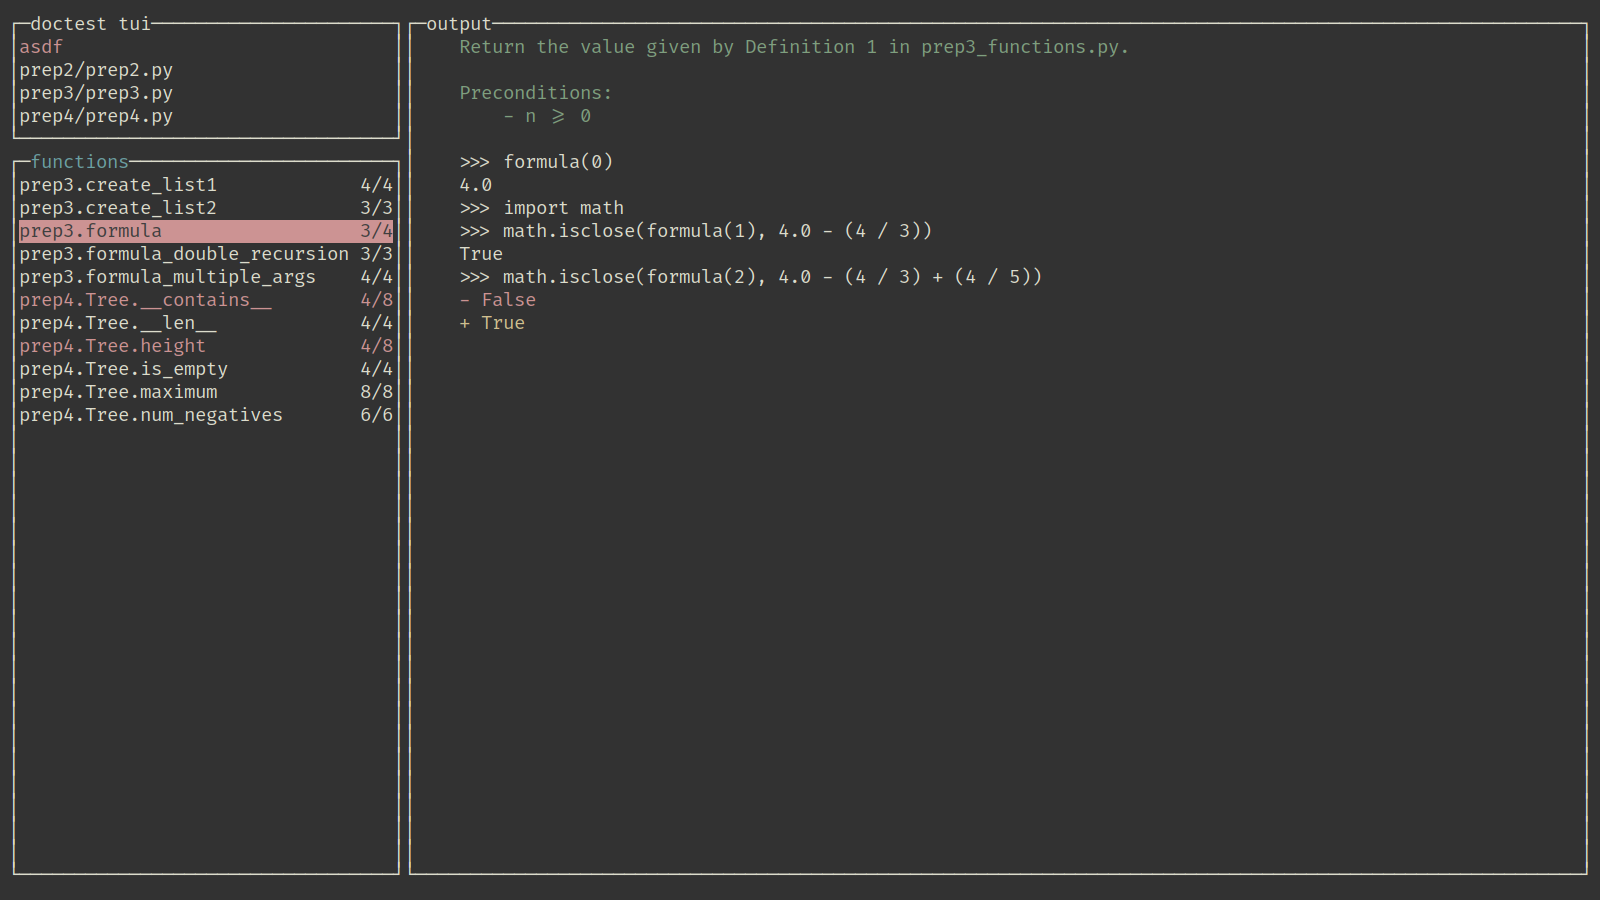 doctest tui
asdf
prep2/prep2.py
prep3/prep3.py
prep4/prep4.py
functions
prep3.create_list1 4/4
prep3.create_list2 3/3
prep3.formula 3/4
prep3.formula_double_recursion 3/3
prep3.formula_multiple_args 4/4
prep4.Tree.__contains__ 4/8
prep4.Tree.__len__ 4/4
prep4.Tree.height 4/8
prep4.Tree.is_empty 4/4
prep4.Tree.maximum 8/8
prep4.Tree.num_negatives 6/6
output
Return the value given by Definition 1 in prep3_functions.py.
Preconditions:
- n >= 0
>>> formula(0)
4.0
>>> import math
>>> math.isclose(formula(1), 4.0 - (4 / 3))
True
>>> math.isclose(formula(2), 4.0 - (4 / 3) + (4 / 5))
- False
+ True